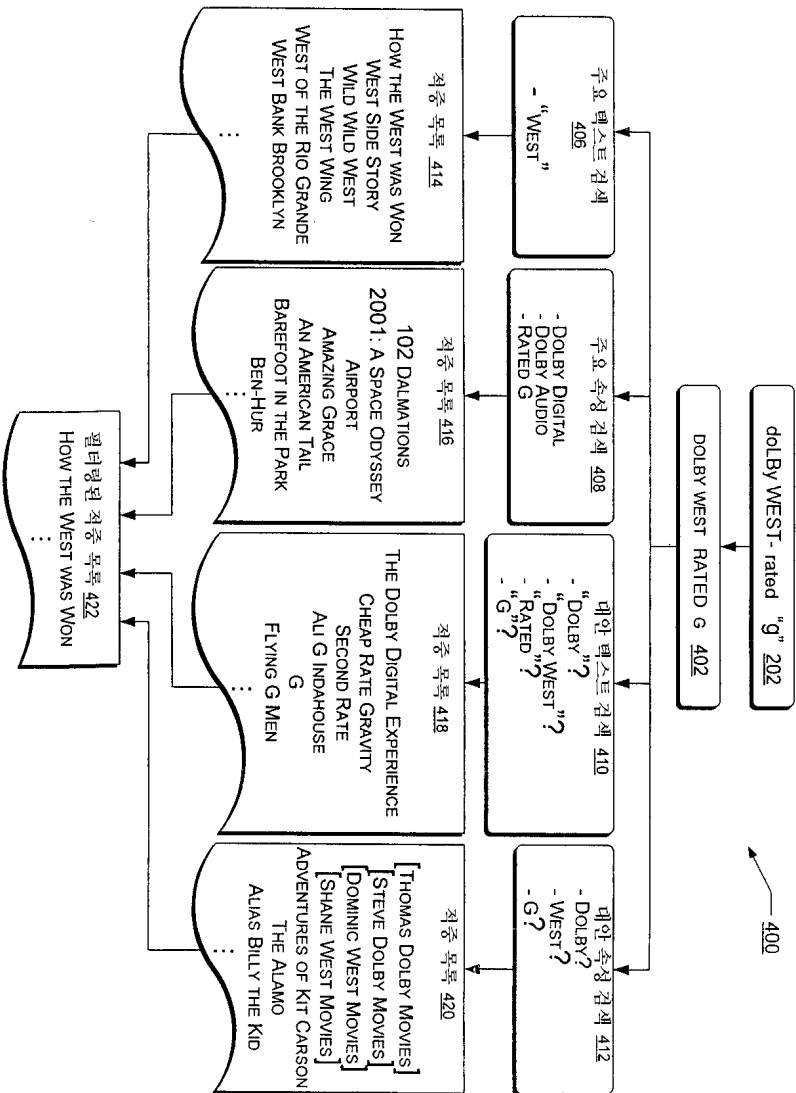 doLBy WEST- rated "g" 202
DOLBY WEST RATED G 402
400
주요 텍스트 검색
406
- "WEST"
주요 속성 검색 408
- DOLBY DIGITAL
- DOLBY AUDIO
- RATED G
대안 텍스트 검색 410
- "DOLBY"?
- "DOLBY WEST"?
- "RATED"?
- "G"?
대안 속성 검색 412
- DOLBY?
- WEST?
- G?
적중 목록 414
HOW THE WEST WAS WON
WEST SIDE STORY
WILD WILD WEST
THE WEST WING
WEST OF THE RIO GRANDE
WEST BANK BROOKLYN
...
적중 목록 416
102 DALMATIONS
2001: A SPACE ODYSSEY
AIRPORT
AMAZING GRACE
AN AMERICAN TAIL
BAREFOOT IN THE PARK
BEN-HUR
...
적중 목록 418
THE DOLBY DIGITAL EXPERIENCE
CHEAP RATE GRAVITY
SECOND RATE
ALI G INDAHOUSE
G
FLYING G MEN
...
적중 목록 420
[THOMAS DOLBY MOVIES]
[STEVE DOLBY MOVIES]
[DOMINIC WEST MOVIES]
[SHANE WEST MOVIES]
ADVENTURES OF KIT CARSON
THE ALAMO
ALIAS BILLY THE KID
...
필터링된 적중 목록 422
HOW THE WEST WAS WON
...